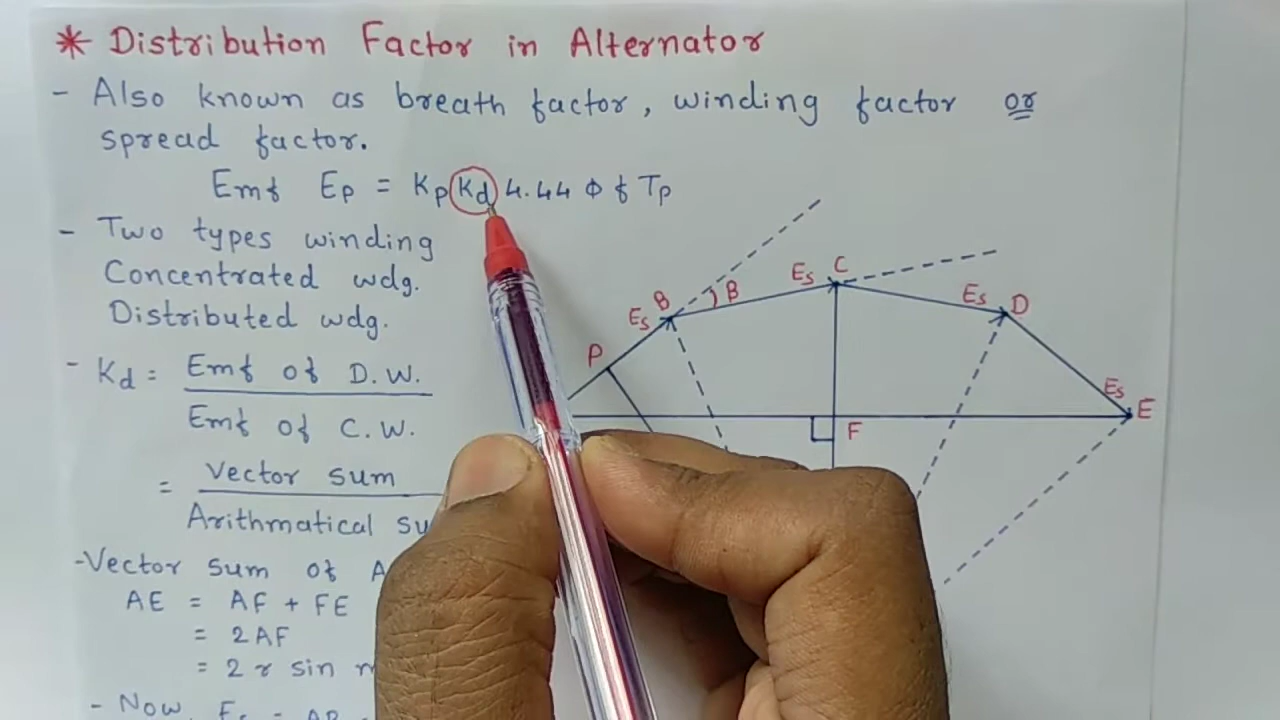 * Distribution Factor in Alternator
- Also known as breath factor, winding factor or
spread factor.
Emf Ep = Kp Kd 4.44 Φ f Tp
- Two types winding
Concentrated wdg.
Distributed wdg.
- Kd = Emf of D.W.
Emf of C.W.
= Vector sum
Arithmatical su
- Vector sum of A
AE = AF + FE
= 2AF
= 2 r sin
- Now,
P
Es B
B
Es C
Es D
Es E
F